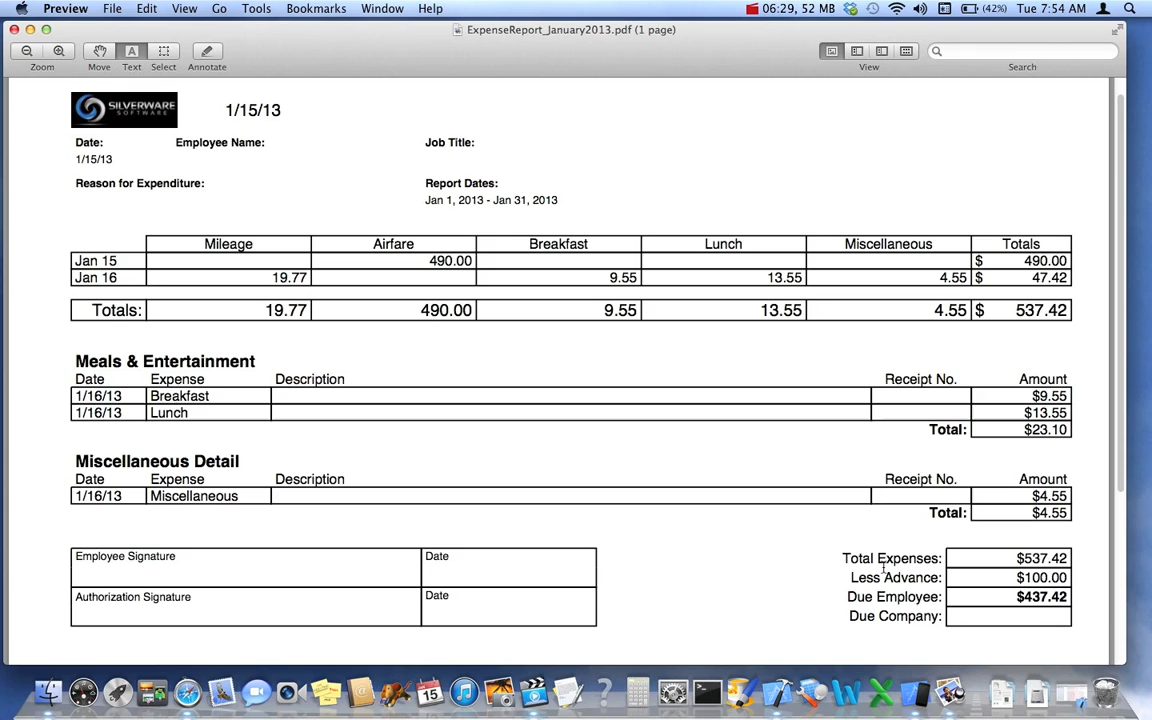 Preview File Edit View Go Tools Bookmarks Window Help 06:29, 52 MB (42%) Tue 7:54 AM
ExpenseReport_January2013.pdf (1 page)
Zoom Move Text Select Annotate View Search
SILVERWARE
SOFTWARE
1/15/13
Date: Employee Name: Job Title:
1/15/13
Reason for Expenditure: Report Dates:
Jan 1, 2013 - Jan 31, 2013
Mileage Airfare Breakfast Lunch Miscellaneous Totals
Jan 15 490.00 $ 490.00
Jan 16 19.77 9.55 13.55 4.55 $ 47.42
Totals: 19.77 490.00 9.55 13.55 4.55 $ 537.42
Meals & Entertainment
Date Expense Description Receipt No. Amount
1/16/13 Breakfast $9.55
1/16/13 Lunch $13.55
Total: $23.10
Miscellaneous Detail
Date Expense Description Receipt No. Amount
1/16/13 Miscellaneous $4.55
Total: $4.55
Employee Signature Date
Authorization Signature Date
Total Expenses: $537.42
Less Advance: $100.00
Due Employee: $437.42
Due Company:
15